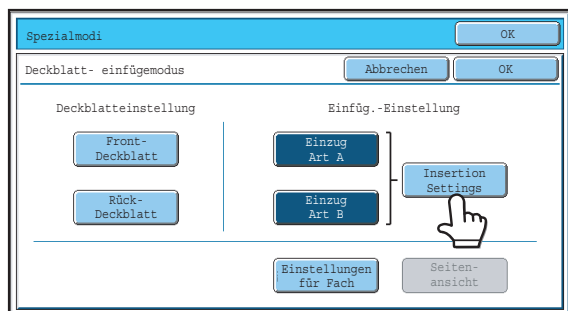 Spezialmodi
OK
Deckblatt- einfügemodus
Abbrechen
OK
Deckblatteinstellung
Einfüg.-Einstellung
Front-
Deckblatt
Einzug
Art A
Insertion
Settings
Rück-
Deckblatt
Einzug
Art B
Einstellungen
für Fach
Seiten-
ansicht